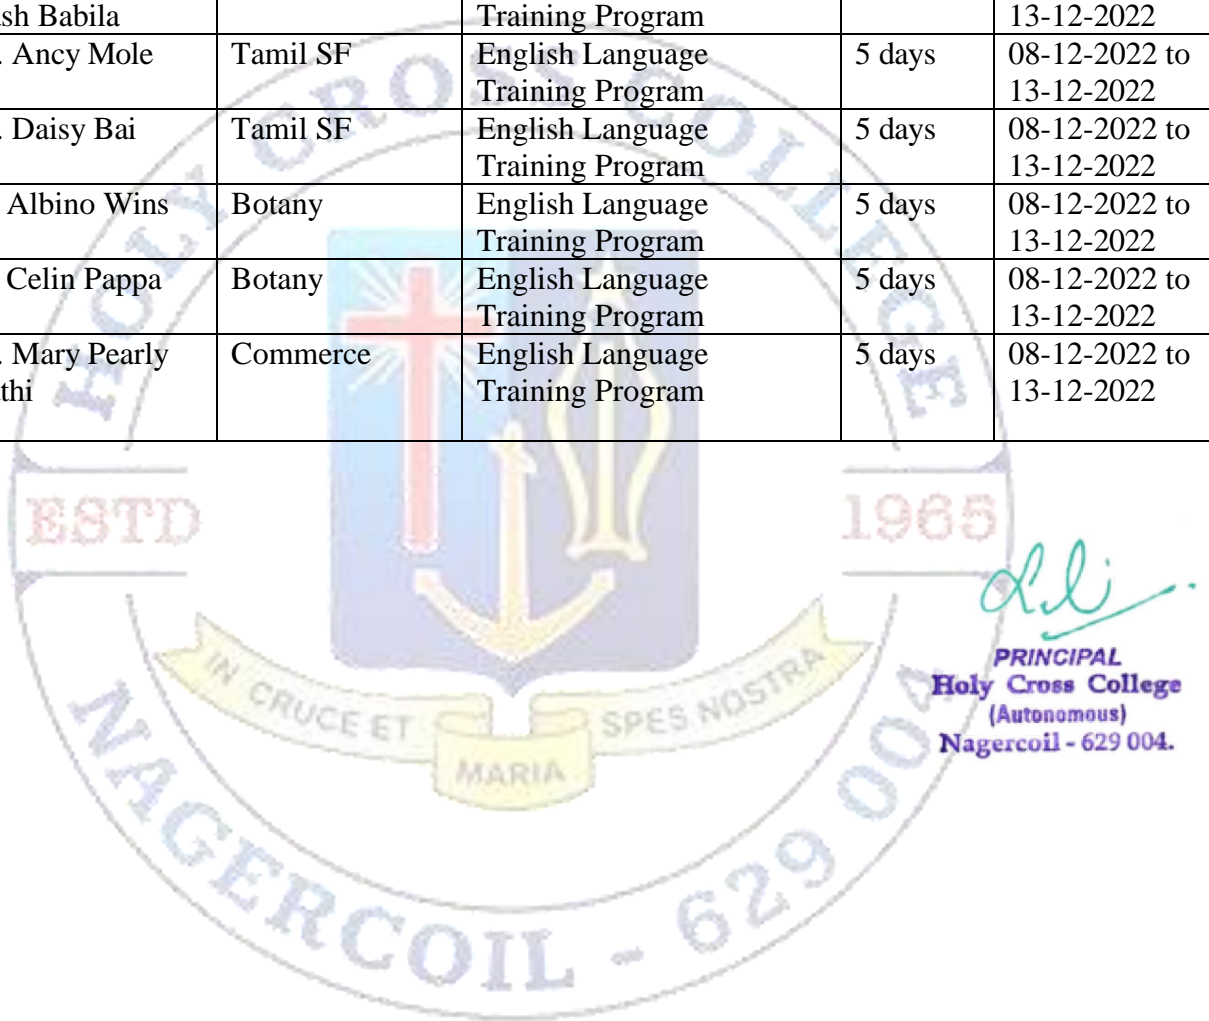 ash Babila Training Program 13-12-2022
. Ancy Mole Tamil SF English Language 5 days 08-12-2022 to
Training Program 13-12-2022
. Daisy Bai Tamil SF English Language 5 days 08-12-2022 to
Training Program 13-12-2022
Albino Wins Botany English Language 5 days 08-12-2022 to
Training Program 13-12-2022
Celin Pappa Botany English Language 5 days 08-12-2022 to
Training Program 13-12-2022
. Mary Pearly Commerce English Language 5 days 08-12-2022 to
thi Training Program 13-12-2022
HOLY CROSS COLLEGE
ESTD 1965
IN CRUCE ET MARIA SPES NOSTRA
NAGERCOIL - 629 004
PRINCIPAL
Holy Cross College
(Autonomous)
Nagercoil - 629 004.